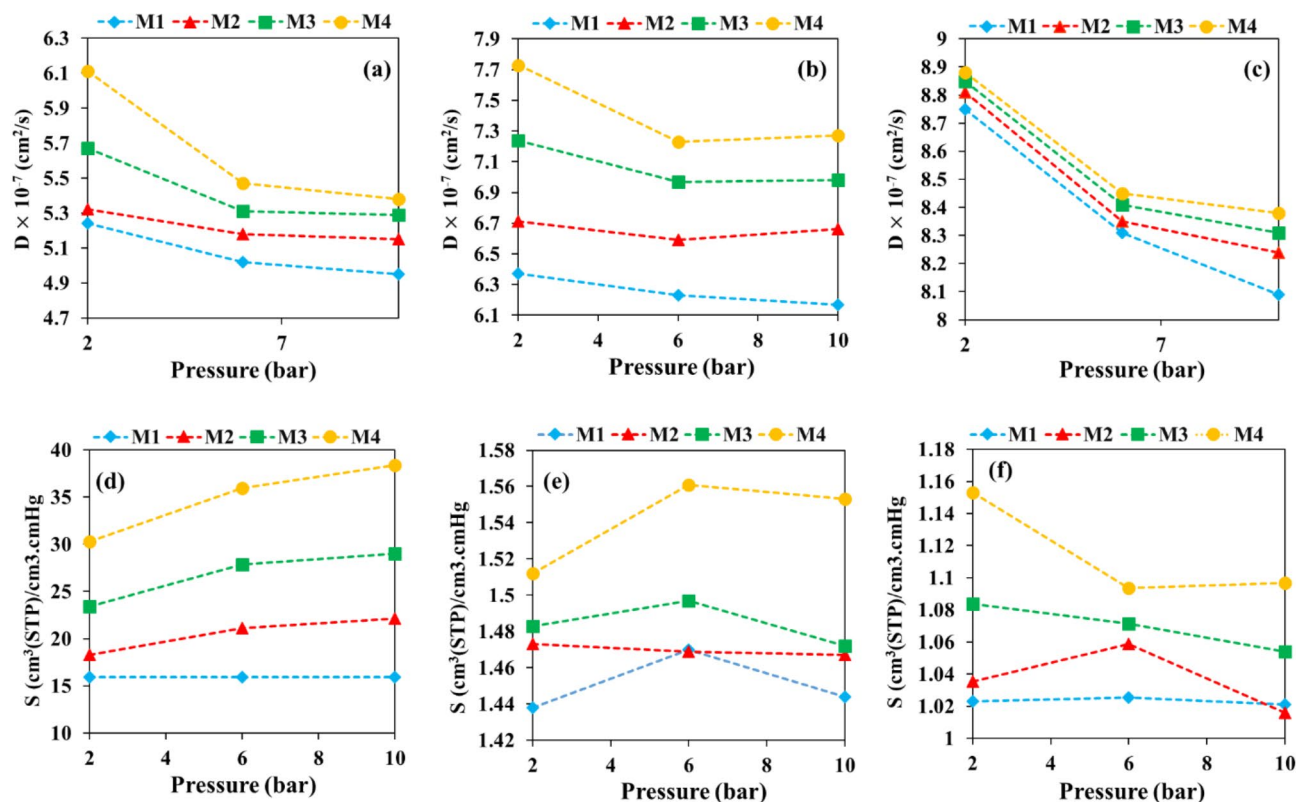 M1 M2 M3 M4
(a)
D × 10⁻⁷ (cm²/s)
6.3
6.1
5.9
5.7
5.5
5.3
5.1
4.9
4.7
2 7
Pressure (bar)
M1 M2 M3 M4
(b)
D × 10⁻⁷ (cm²/s)
7.9
7.7
7.5
7.3
7.1
6.9
6.7
6.5
6.3
6.1
2 4 6 8 10
Pressure (bar)
M1 M2 M3 M4
(c)
D × 10⁻⁷ (cm²/s)
9
8.9
8.8
8.7
8.6
8.5
8.4
8.3
8.2
8.1
8
2 7
Pressure (bar)
M1 M2 M3 M4
(d)
S (cm³(STP)/cm3.cmHg
40
35
30
25
20
15
10
2 4 6 8 10
Pressure (bar)
M1 M2 M3 M4
(e)
S (cm³(STP)/cm3.cmHg
1.58
1.56
1.54
1.52
1.5
1.48
1.46
1.44
1.42
2 4 6 8 10
Pressure (bar)
M1 M2 M3 M4
(f)
S (cm³(STP)/cm3.cmHg
1.18
1.16
1.14
1.12
1.1
1.08
1.06
1.04
1.02
1
2 4 6 8 10
Pressure (bar)